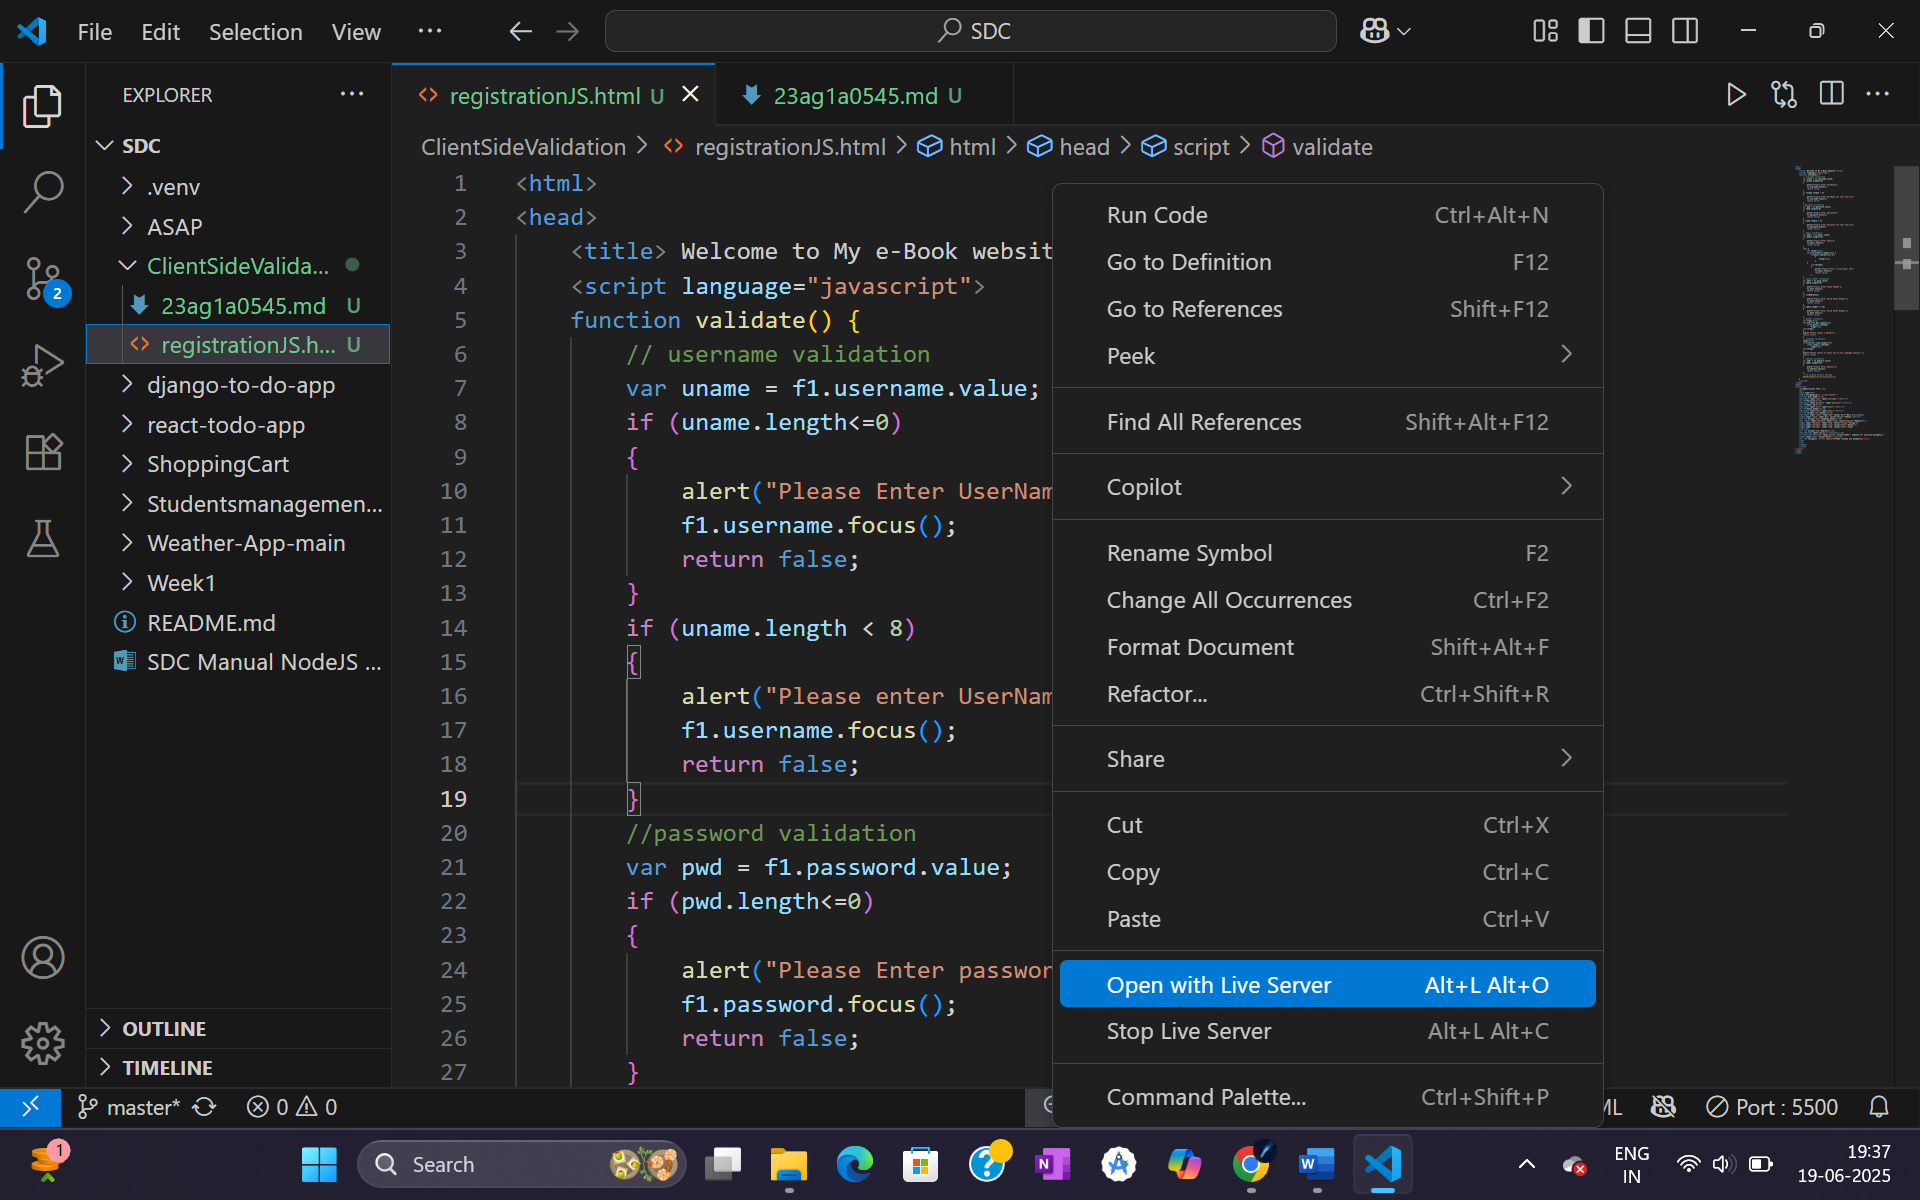 File Edit Selection View ··· SDC
EXPLORER ···
registrationJS.html U
23ag1a0545.md U
ClientSideValidation > registrationJS.html > html > head > script > validate
SDC
.venv
ASAP
ClientSideValida...
23ag1a0545.md U
registrationJS.h... U
django-to-do-app
react-todo-app
ShoppingCart
Studentsmanagemen...
Weather-App-main
Week1
README.md
SDC Manual NodeJS ...
OUTLINE
TIMELINE
2
1 <html>
2 <head>
3 <title> Welcome to My e-Book websit
4 <script language="javascript">
5 function validate() {
6 // username validation
7 var uname = f1.username.value;
8 if (uname.length<=0)
9 {
10 alert("Please Enter UserNam
11 f1.username.focus();
12 return false;
13 }
14 if (uname.length < 8)
15 {
16 alert("Please enter UserNam
17 f1.username.focus();
18 return false;
19 }
20 //password validation
21 var pwd = f1.password.value;
22 if (pwd.length<=0)
23 {
24 alert("Please Enter passwor
25 f1.password.focus();
26 return false;
27 }
Run Code Ctrl+Alt+N
Go to Definition F12
Go to References Shift+F12
Peek
Find All References Shift+Alt+F12
Copilot
Rename Symbol F2
Change All Occurrences Ctrl+F2
Format Document Shift+Alt+F
Refactor... Ctrl+Shift+R
Share
Cut Ctrl+X
Copy Ctrl+C
Paste Ctrl+V
Open with Live Server Alt+L Alt+O
Stop Live Server Alt+L Alt+C
Command Palette... Ctrl+Shift+P
master* 0 0 ML Port : 5500
1 Search ENG
IN
19:37
19-06-2025